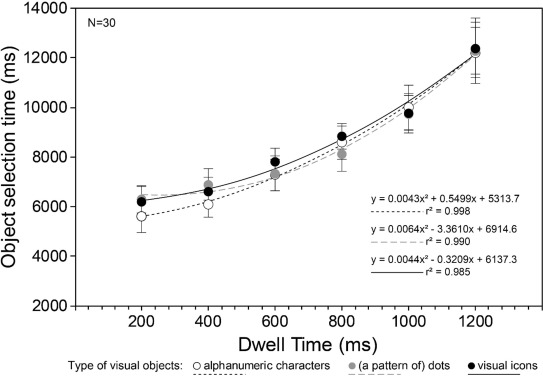 14000
12000
10000
8000
6000
4000
2000
Object selection time (ms)
N=30
y = 0.0043x² + 0.5499x + 5313.7
r² = 0.998
y = 0.0064x² - 3.3610x + 6914.6
r² = 0.990
y = 0.0044x² - 0.3209x + 6137.3
r² = 0.985
200 400 600 800 1000 1200
Dwell Time (ms)
Type of visual objects: alphanumeric characters (a pattern of) dots visual icons